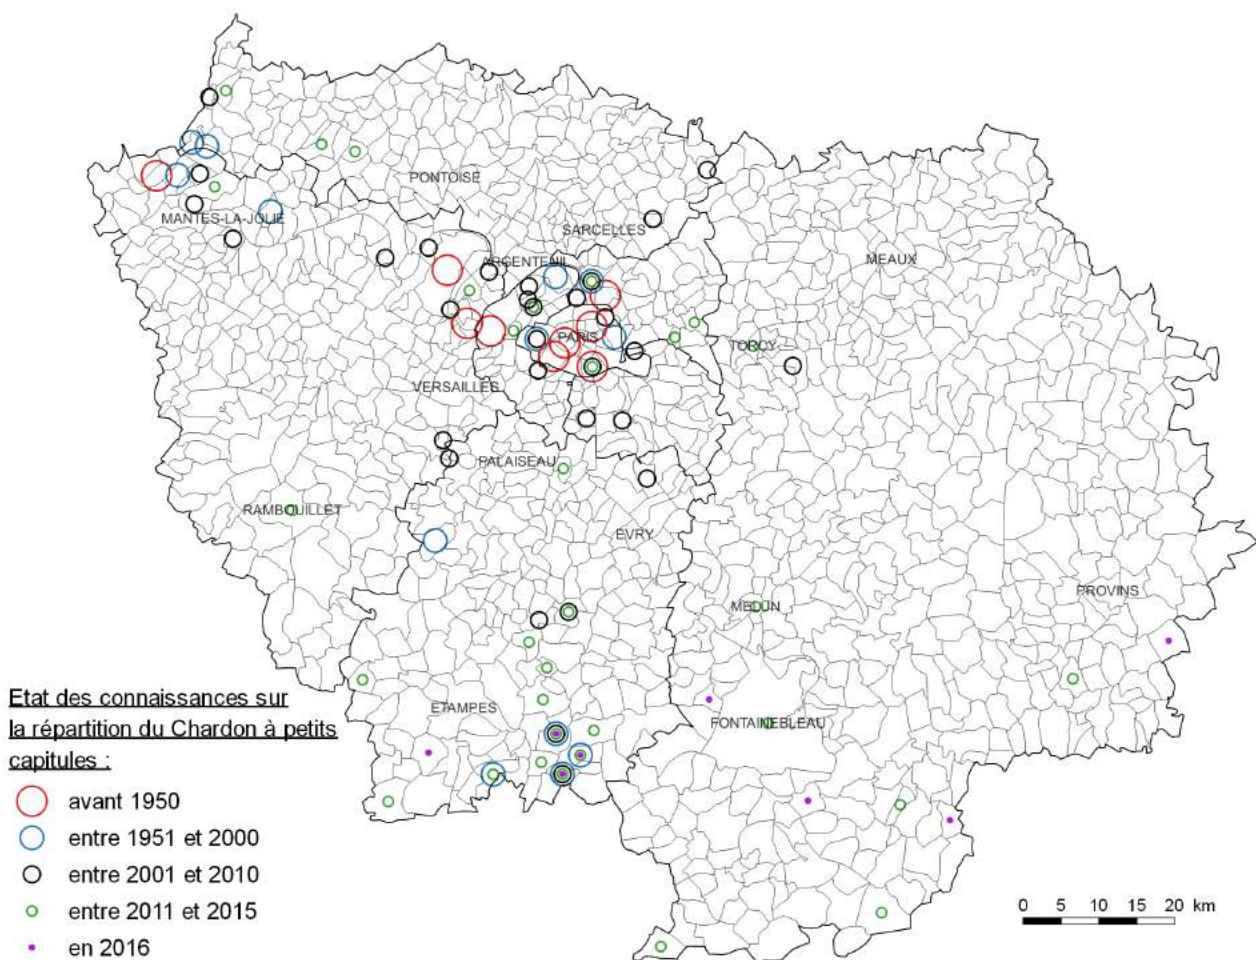 PONTOISE
MANTES-LA-JOLIE
SARCELLES
ARGENTEUIL
MEAUX
PARIS
TORCY
VERSAILLES
PALAISEAU
RAMBOUILLET
EVRY
MELUN
PROVINS
ETAMPES
FONTAINEBLEAU
Etat des connaissances sur
la répartition du Chardon à petits
capitules :
avant 1950
entre 1951 et 2000
entre 2001 et 2010
entre 2011 et 2015
en 2016
0 5 10 15 20 km